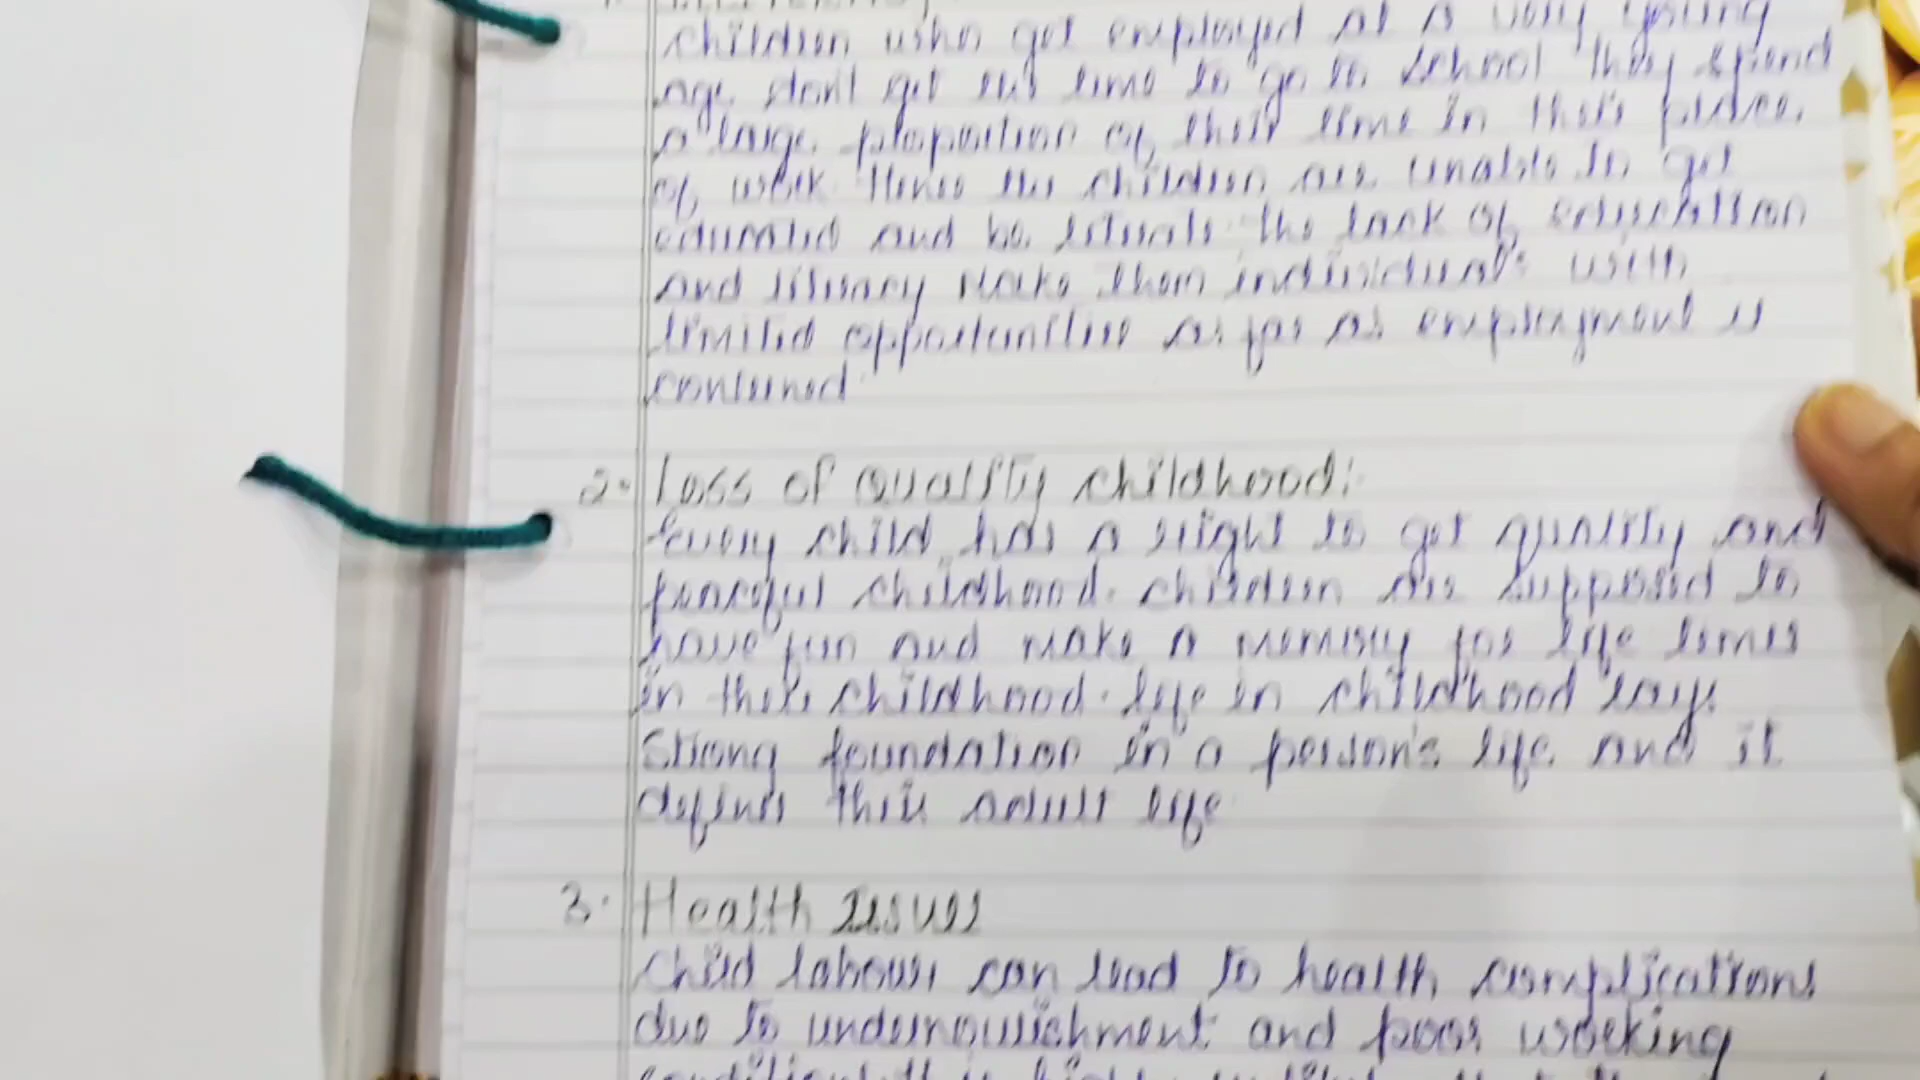 children who get employed at a very young
age don't get the time to go to school They spend
a large proportion of their time in their place
of work Hence the children are unable to get
educated and be literate. the lack of education
and literacy make them individuals with
limited opportunities as far as employment is
concerned.
2. Loss of Quality childhood:-
Every child has a right to get quality and
peaceful childhood. children are supposed to
have fun and make a memory for life times
in their childhood. life in childhood lays
strong foundation in a person's life and it
defines their adult life
3. Health Issues
child labour can lead to health complications
due to undernourishment and poor working